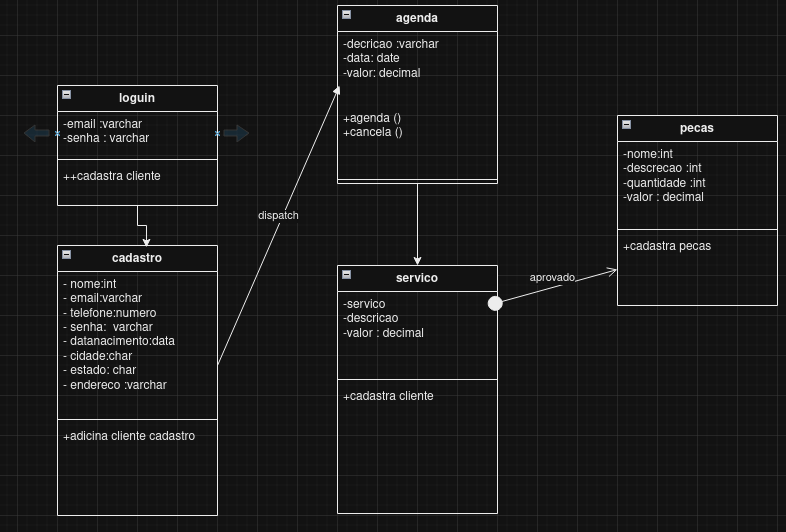 agenda
-decricao :varchar
-data: date
-valor: decimal
+agenda ()
+cancela ()
loguin
-email :varchar
-senha : varchar
++cadastra cliente
pecas
-nome:int
-descrecao :int
-quantidade :int
-valor : decimal
+cadastra pecas
dispatch
cadastro
- nome:int
- email:varchar
- telefone:numero
- senha:  varchar
- datanacimento:data
- cidade:char
- estado: char
- endereco :varchar
+adicina cliente cadastro
servico
-servico
-descricao
-valor : decimal
+cadastra cliente
aprovado